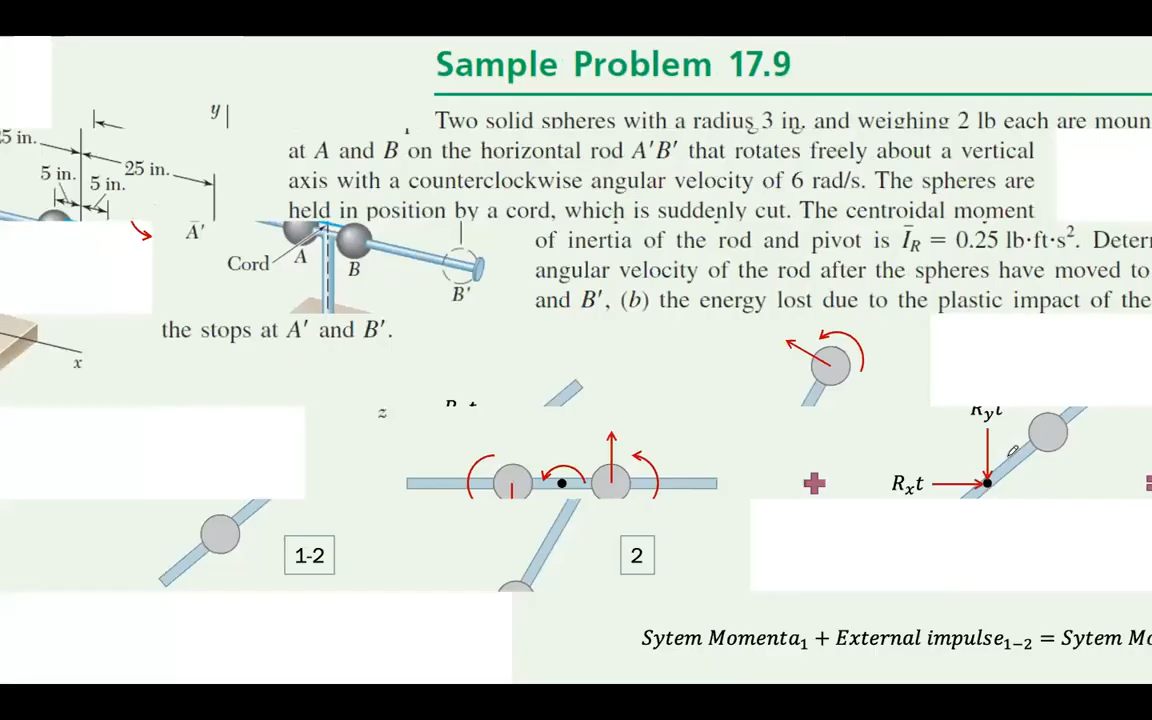 Sample Problem 17.9
Two solid spheres with a radius 3 in. and weighing 2 lb each are moun
at A and B on the horizontal rod A′B′ that rotates freely about a vertical
axis with a counterclockwise angular velocity of 6 rad/s. The spheres are
held in position by a cord, which is suddenly cut. The centroidal moment
of inertia of the rod and pivot is I̅R = 0.25 lb·ft·s². Deter
angular velocity of the rod after the spheres have moved to
and B′, (b) the energy lost due to the plastic impact of the
the stops at A′ and B′.
y
5 in.
25 in.
5 in.
5 in.
A′
Cord
A
B
B′
x
z
Ryt
Rxt
1-2
2
Sytem Momenta₁ + External impulse₁₋₂ = Sytem Mo